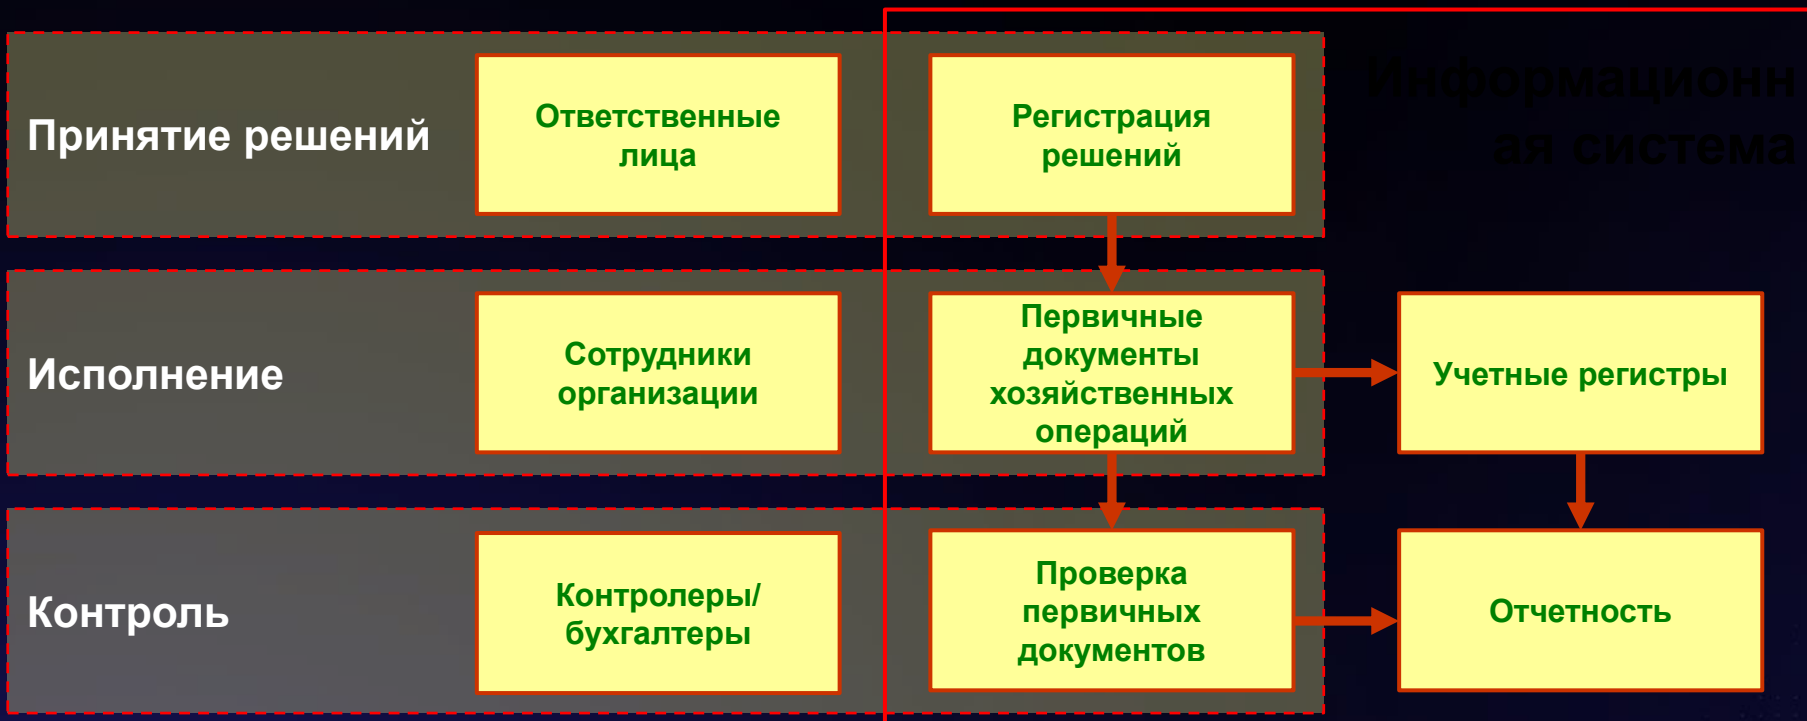 Информационн
ая система
Принятие решений
Ответственные
лица
Регистрация
решений
Исполнение
Сотрудники
организации
Первичные
документы
хозяйственных
операций
Учетные регистры
Контроль
Контролеры/
бухгалтеры
Проверка
первичных
документов
Отчетность